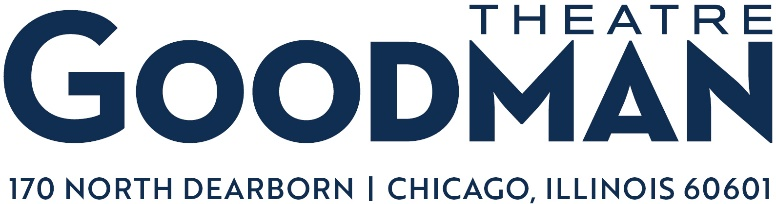 THEATRE
GOODMAN
170 NORTH DEARBORN | CHICAGO, ILLINOIS 60601